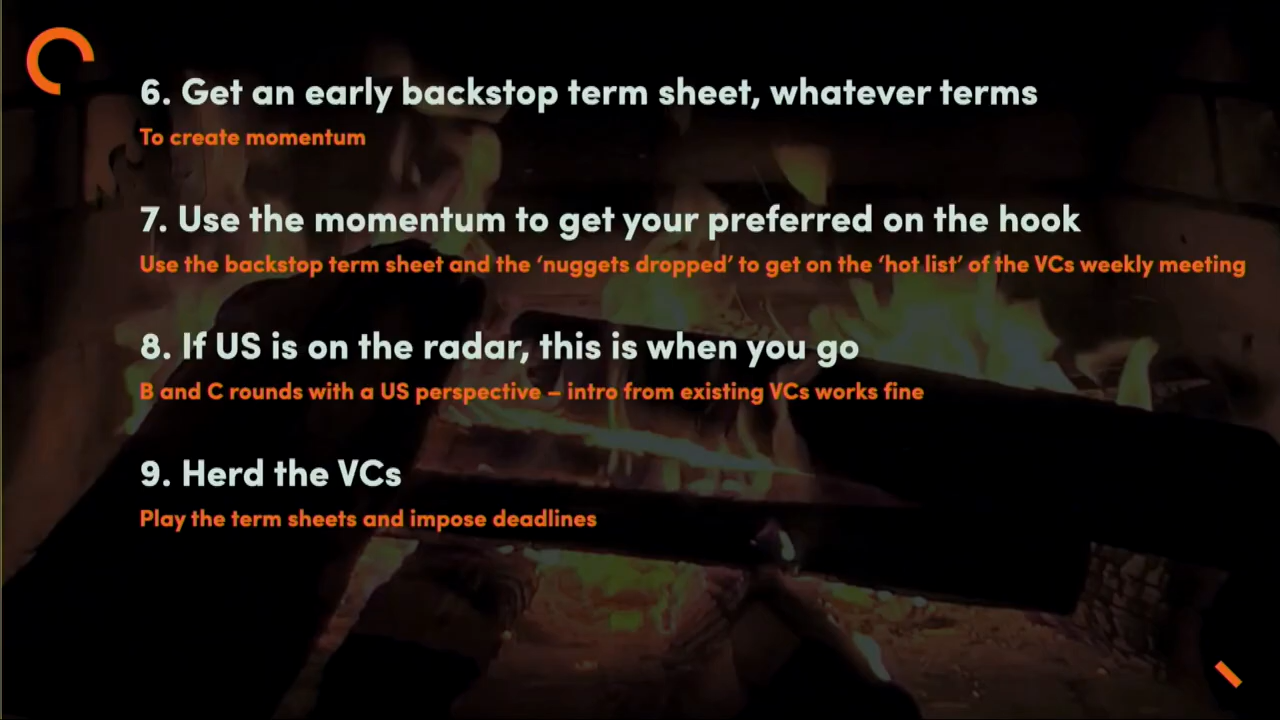 6. Get an early backstop term sheet, whatever terms
To create momentum
7. Use the momentum to get your preferred on the hook
Use the backstop term sheet and the ‘nuggets dropped’ to get on the ‘hot list’ of the VCs weekly meeting
8. If US is on the radar, this is when you go
B and C rounds with a US perspective – intro from existing VCs works fine
9. Herd the VCs
Play the term sheets and impose deadlines